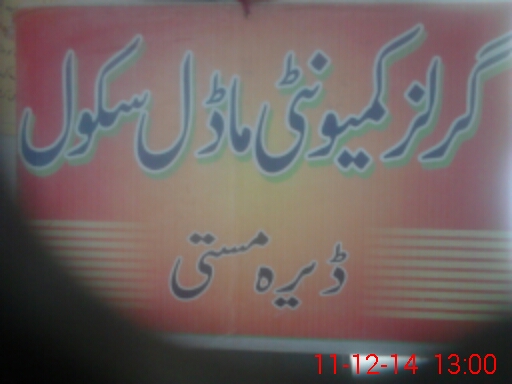 گرلز کمیونٹی ماڈل سکول
ڈیرہ مستی
11-12-14 13:00